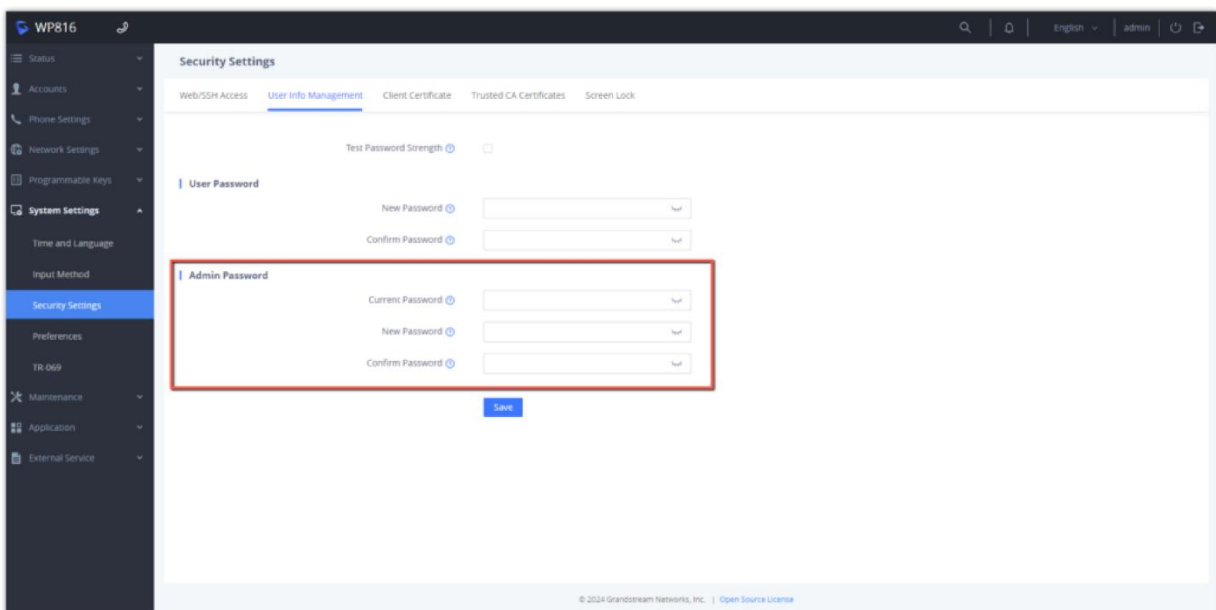 WP816
English
admin
Status
Accounts
Phone Settings
Network Settings
Programmable Keys
System Settings
Time and Language
Input Method
Security Settings
Preferences
TR-069
Maintenance
Application
External Service
Security Settings
Web/SSH Access User Info Management Client Certificate Trusted CA Certificates Screen Lock
Test Password Strength
User Password
New Password
Confirm Password
Admin Password
Current Password
New Password
Confirm Password
Save
© 2024 Grandstream Networks, Inc. | Open Source License